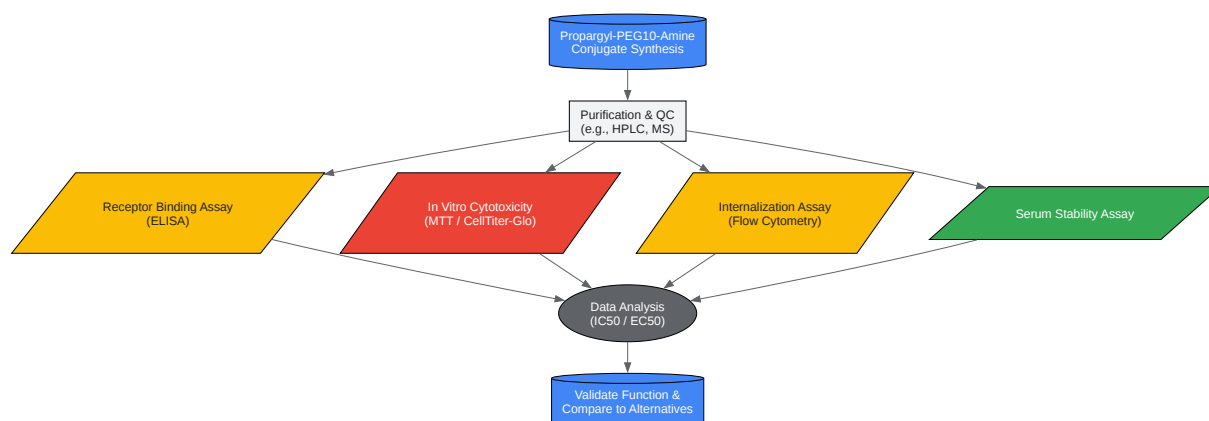 Propargyl-PEG10-Amine
Conjugate Synthesis
Purification & QC
(e.g., HPLC, MS)
Receptor Binding Assay
(ELISA)
In Vitro Cytotoxicity
(MTT / CellTiter-Glo)
Internalization Assay
(Flow Cytometry)
Serum Stability Assay
Data Analysis
(IC50 / EC50)
Validate Function &
Compare to Alternatives